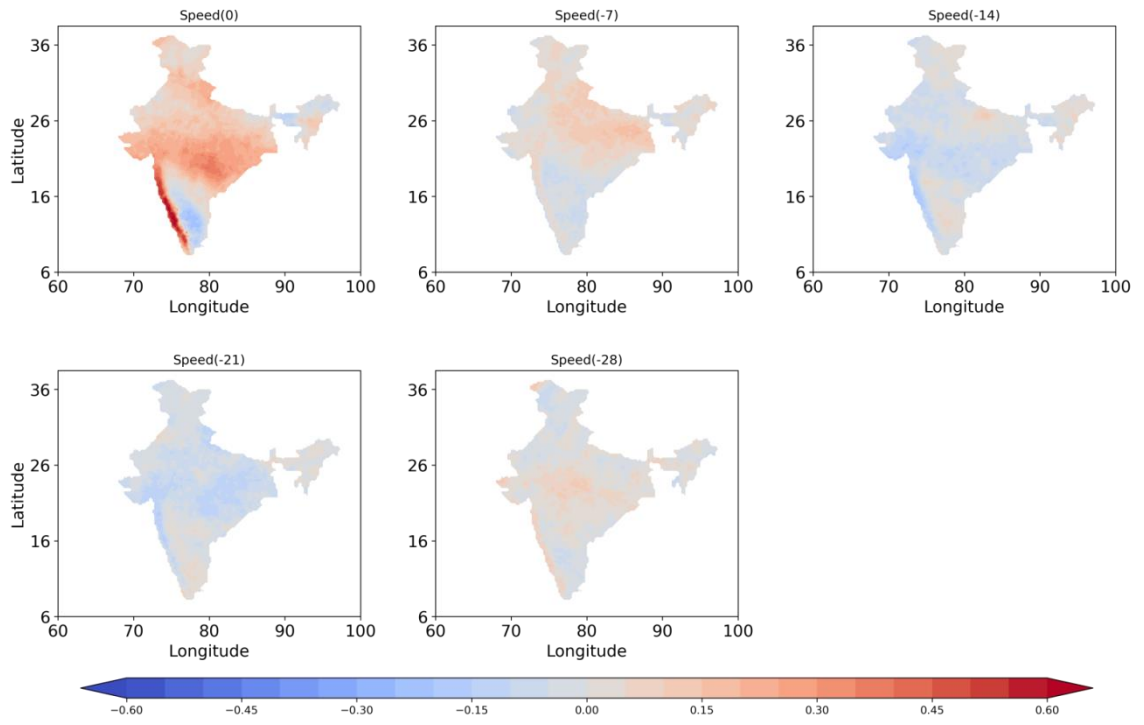 Speed(0)
Speed(-7)
Speed(-14)
Latitude
36
26
16
6
60 70 80 90 100
Longitude
36
26
16
6
60 70 80 90 100
Longitude
36
26
16
6
60 70 80 90 100
Longitude
Speed(-21)
Speed(-28)
Latitude
36
26
16
6
60 70 80 90 100
Longitude
36
26
16
6
60 70 80 90 100
Longitude
−0.60 −0.45 −0.30 −0.15 0.00 0.15 0.30 0.45 0.60